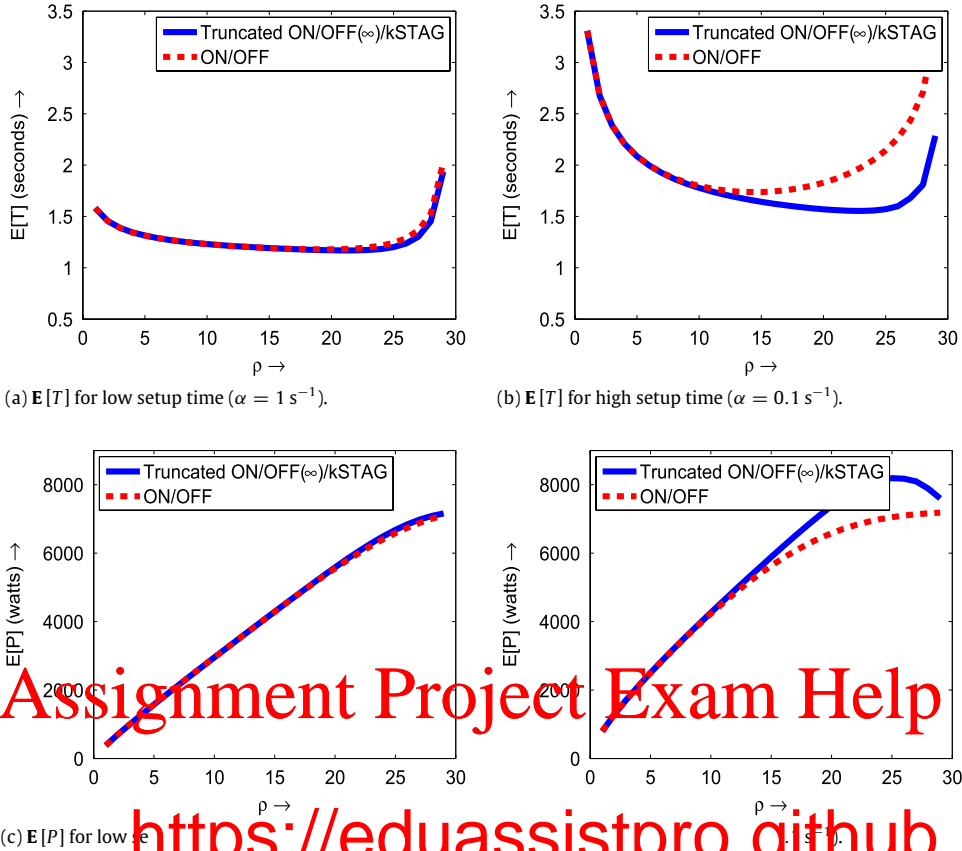 3.5
3
2.5
2
1.5
1
0.5
E[T] (seconds) →
Truncated ON/OFF(∞)/kSTAG
ON/OFF
0 5 10 15 20 25 30
ρ →
(a) E [T] for low setup time (α = 1 s⁻¹).
3.5
3
2.5
2
1.5
1
0.5
E[T] (seconds) →
Truncated ON/OFF(∞)/kSTAG
ON/OFF
0 5 10 15 20 25 30
ρ →
(b) E [T] for high setup time (α = 0.1 s⁻¹).
8000
6000
4000
2000
0
E[P] (watts) →
Truncated ON/OFF(∞)/kSTAG
ON/OFF
0 5 10 15 20 25 30
ρ →
8000
6000
4000
2000
0
E[P] (watts) →
Truncated ON/OFF(∞)/kSTAG
ON/OFF
0 5 10 15 20 25 30
ρ →
Assignment Project Exam Help
(c) E [P] for low se
s⁻¹).
https://eduassistpro.github